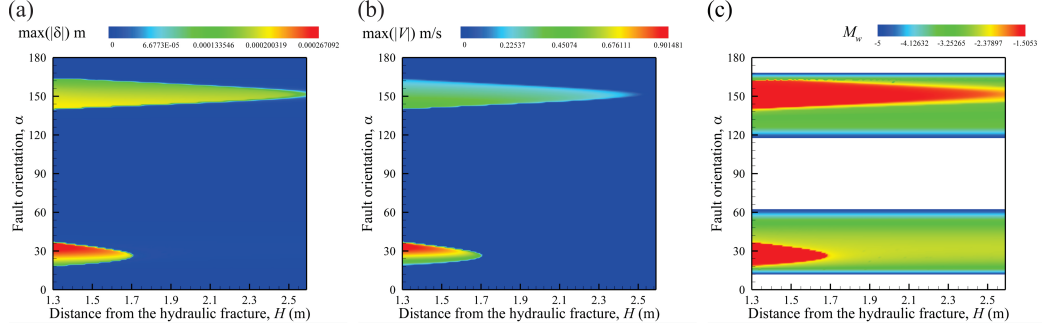 (a)
max(|δ|) m
0 6.6773E-05 0.000133546 0.000200319 0.000267092
180
150
120
90
60
30
0
Fault orientation, α
1.3 1.5 1.7 1.9 2.1 2.3 2.5
Distance from the hydraulic fracture, H (m)
(b)
max(|V|) m/s
0 0.22537 0.45074 0.676111 0.901481
180
150
120
90
60
30
0
Fault orientation, α
1.3 1.5 1.7 1.9 2.1 2.3 2.5
Distance from the hydraulic fracture, H (m)
(c)
Mw
-5 -4.12632 -3.25265 -2.37897 -1.5053
180
150
120
90
60
30
0
Fault orientation, α
1.3 1.5 1.7 1.9 2.1 2.3 2.5
Distance from the hydraulic fracture, H (m)